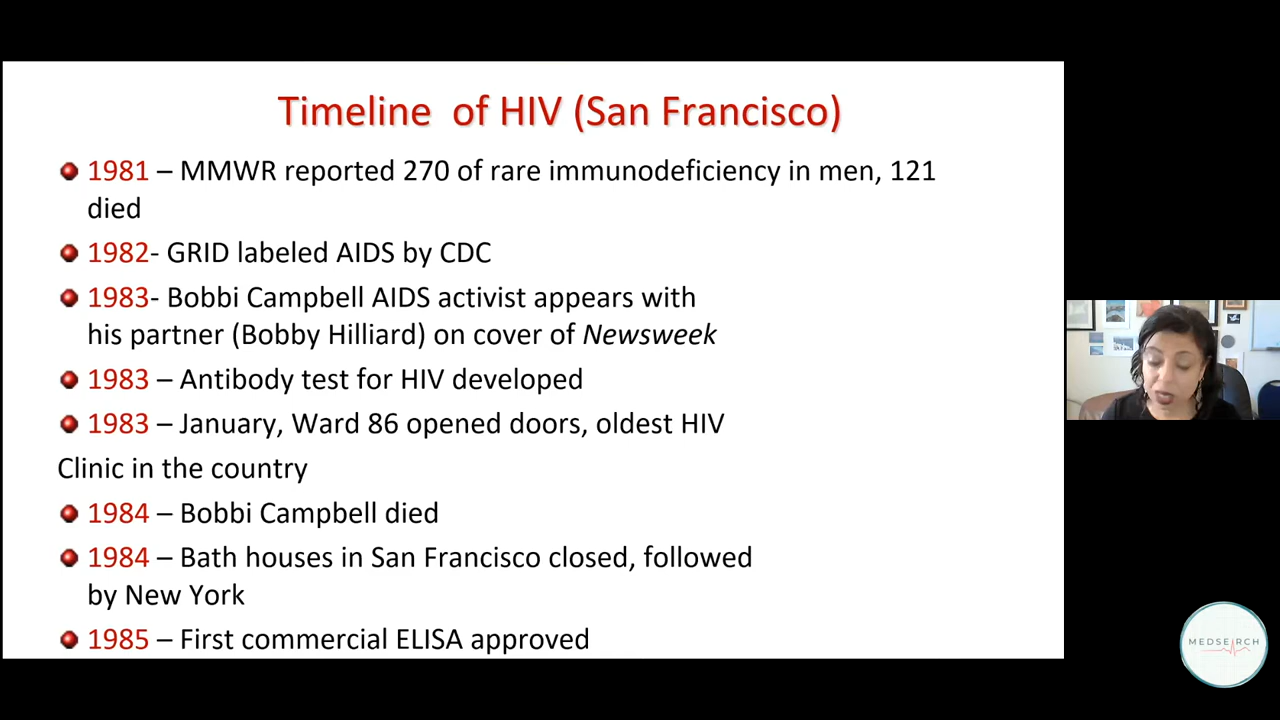 Timeline of HIV (San Francisco)
1981 – MMWR reported 270 of rare immunodeficiency in men, 121
died
1982- GRID labeled AIDS by CDC
1983- Bobbi Campbell AIDS activist appears with
his partner (Bobby Hilliard) on cover of Newsweek
1983 – Antibody test for HIV developed
1983 – January, Ward 86 opened doors, oldest HIV
Clinic in the country
1984 – Bobbi Campbell died
1984 – Bath houses in San Francisco closed, followed
by New York
1985 – First commercial ELISA approved
MEDSEARCH